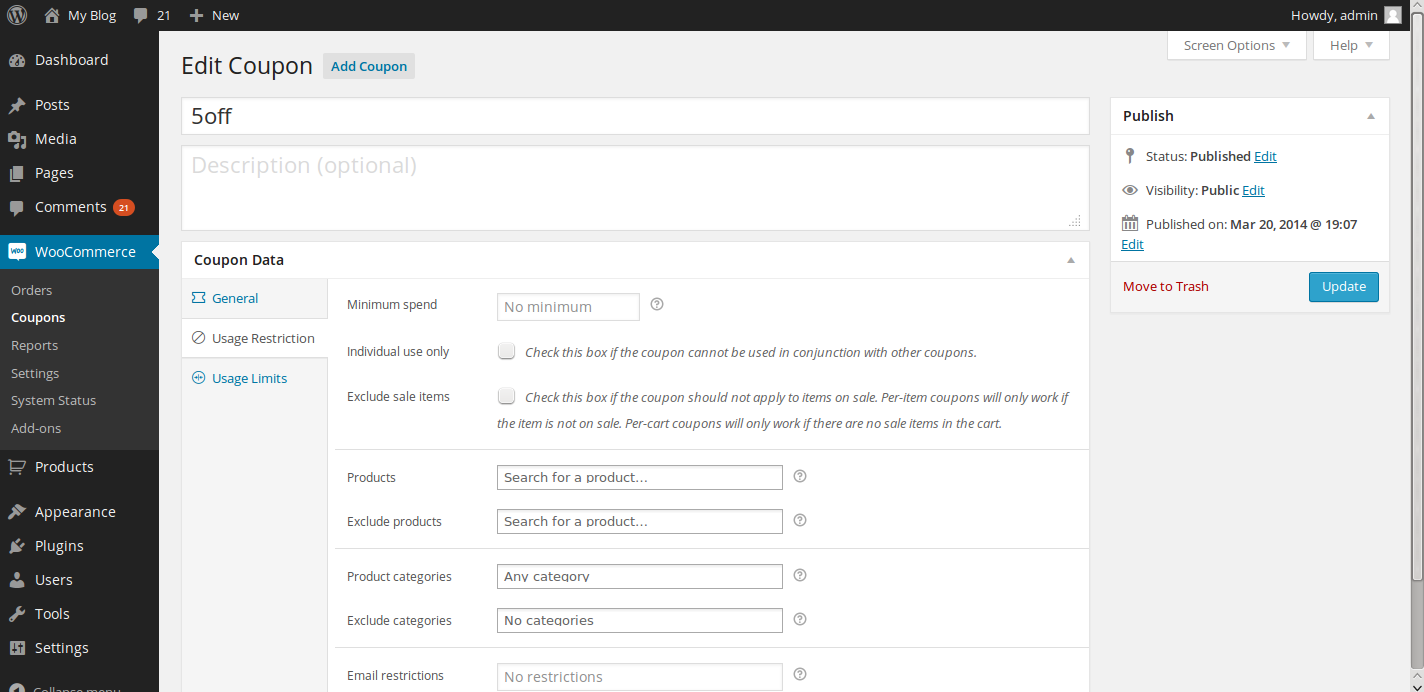 My Blog 21 New Howdy, admin
Screen Options Help
Dashboard
Posts
Media
Pages
Comments 21
WooCommerce
Orders
Coupons
Reports
Settings
System Status
Add-ons
Products
Appearance
Plugins
Users
Tools
Settings
Collapse menu
Edit Coupon Add Coupon
5off
Description (optional)
Coupon Data
General
Usage Restriction
Usage Limits
Minimum spend No minimum
Individual use only Check this box if the coupon cannot be used in conjunction with other coupons.
Exclude sale items Check this box if the coupon should not apply to items on sale. Per-item coupons will only work if
the item is not on sale. Per-cart coupons will only work if there are no sale items in the cart.
Products Search for a product...
Exclude products Search for a product...
Product categories Any category
Exclude categories No categories
Email restrictions No restrictions
Publish
Status: Published Edit
Visibility: Public Edit
Published on: Mar 20, 2014 @ 19:07
Edit
Move to Trash Update